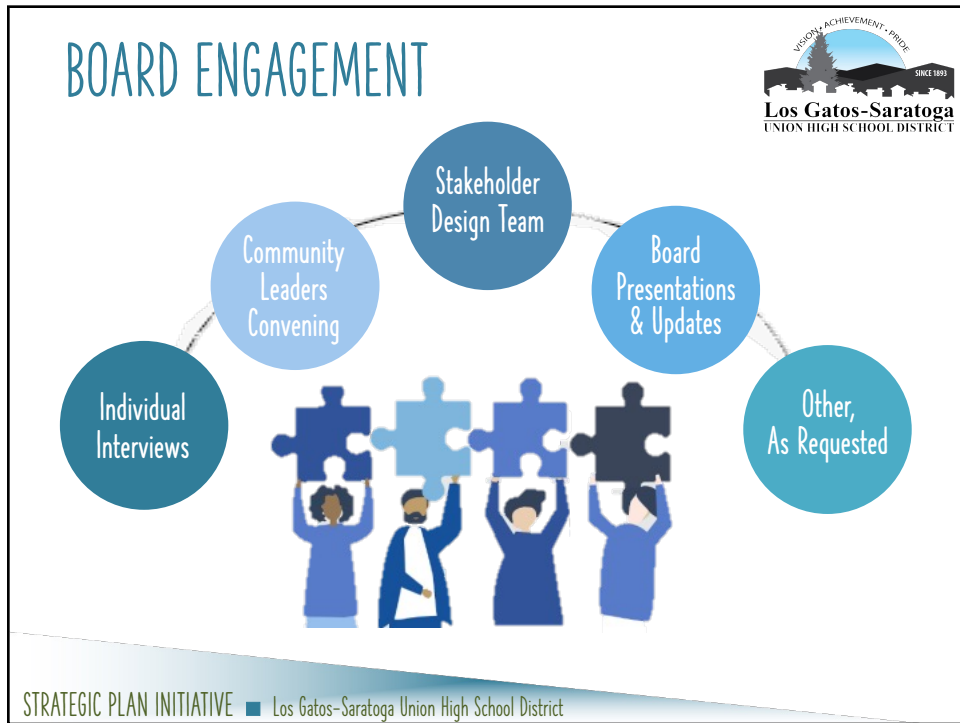 BOARD ENGAGEMENT
VISION • ACHIEVEMENT • PRIDE
SINCE 1893
Los Gatos-Saratoga
UNION HIGH SCHOOL DISTRICT
Individual
Interviews
Community
Leaders
Convening
Stakeholder
Design Team
Board
Presentations
& Updates
Other,
As Requested
STRATEGIC PLAN INITIATIVE ■ Los Gatos-Saratoga Union High School District